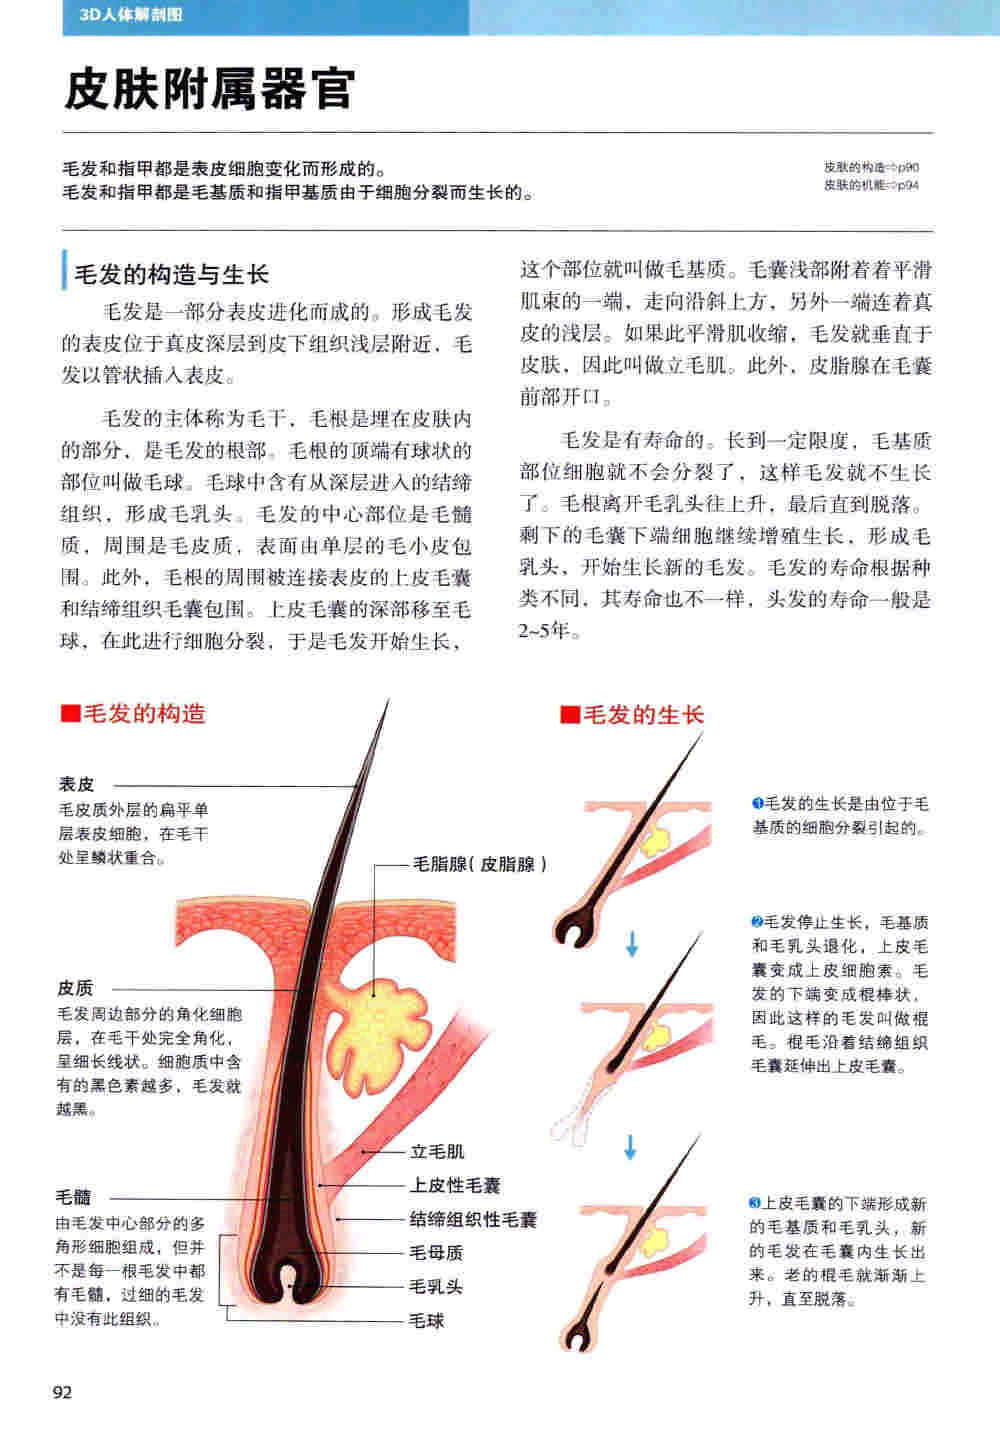 3D人体解剖图
皮肤附属器官
毛发和指甲都是表皮细胞变化而形成的。
毛发和指甲都是毛基质和指甲基质由于细胞分裂而生长的。
皮肤的构造⇨p90
皮肤的机能⇨p94
毛发的构造与生长
毛发是一部分表皮进化而成的。形成毛发
的表皮位于真皮深层到皮下组织浅层附近，毛
发以管状插入表皮。
毛发的主体称为毛干，毛根是埋在皮肤内
的部分，是毛发的根部。毛根的顶端有球状的
部位叫做毛球。毛球中含有从深层进入的结缔
组织，形成毛乳头。毛发的中心部位是毛髓
质，周围是毛皮质，表面由单层的毛小皮包
围。此外，毛根的周围被连接表皮的上皮毛囊
和结缔组织毛囊包围。上皮毛囊的深部移至毛
球，在此进行细胞分裂，于是毛发开始生长，
这个部位就叫做毛基质。毛囊浅部附着着平滑
肌束的一端，走向沿斜上方，另外一端连着真
皮的浅层。如果此平滑肌收缩，毛发就垂直于
皮肤，因此叫做立毛肌。此外，皮脂腺在毛囊
前部开口。
毛发是有寿命的。长到一定限度，毛基质
部位细胞就不会分裂了，这样毛发就不生长
了。毛根离开毛乳头往上升，最后直到脱落。
剩下的毛囊下端细胞继续增殖生长，形成毛
乳头，开始生长新的毛发。毛发的寿命根据种
类不同，其寿命也不一样，头发的寿命一般是
2~5年。
■毛发的构造
表皮
毛皮质外层的扁平单
层表皮细胞，在毛干
处呈鳞状重合。
毛脂腺（皮脂腺）
皮质
毛发周边部分的角化细胞
层，在毛干处完全角化，
呈细长线状。细胞质中含
有的黑色素越多，毛发就
越黑。
立毛肌
上皮性毛囊
结缔组织性毛囊
毛母质
毛乳头
毛球
毛髓
由毛发中心部分的多
角形细胞组成，但并
不是每一根毛发中都
有毛髓，过细的毛发
中没有此组织。
■毛发的生长
❶毛发的生长是由位于毛
基质的细胞分裂引起的。
❷毛发停止生长，毛基质
和毛乳头退化，上皮毛
囊变成上皮细胞索。毛
发的下端变成棍棒状，
因此这样的毛发叫做棍
毛。棍毛沿着结缔组织
毛囊延伸出上皮毛囊。
❸上皮毛囊的下端形成新
的毛基质和毛乳头，新
的毛发在毛囊内生长出
来。老的棍毛就渐渐上
升，直至脱落。
92